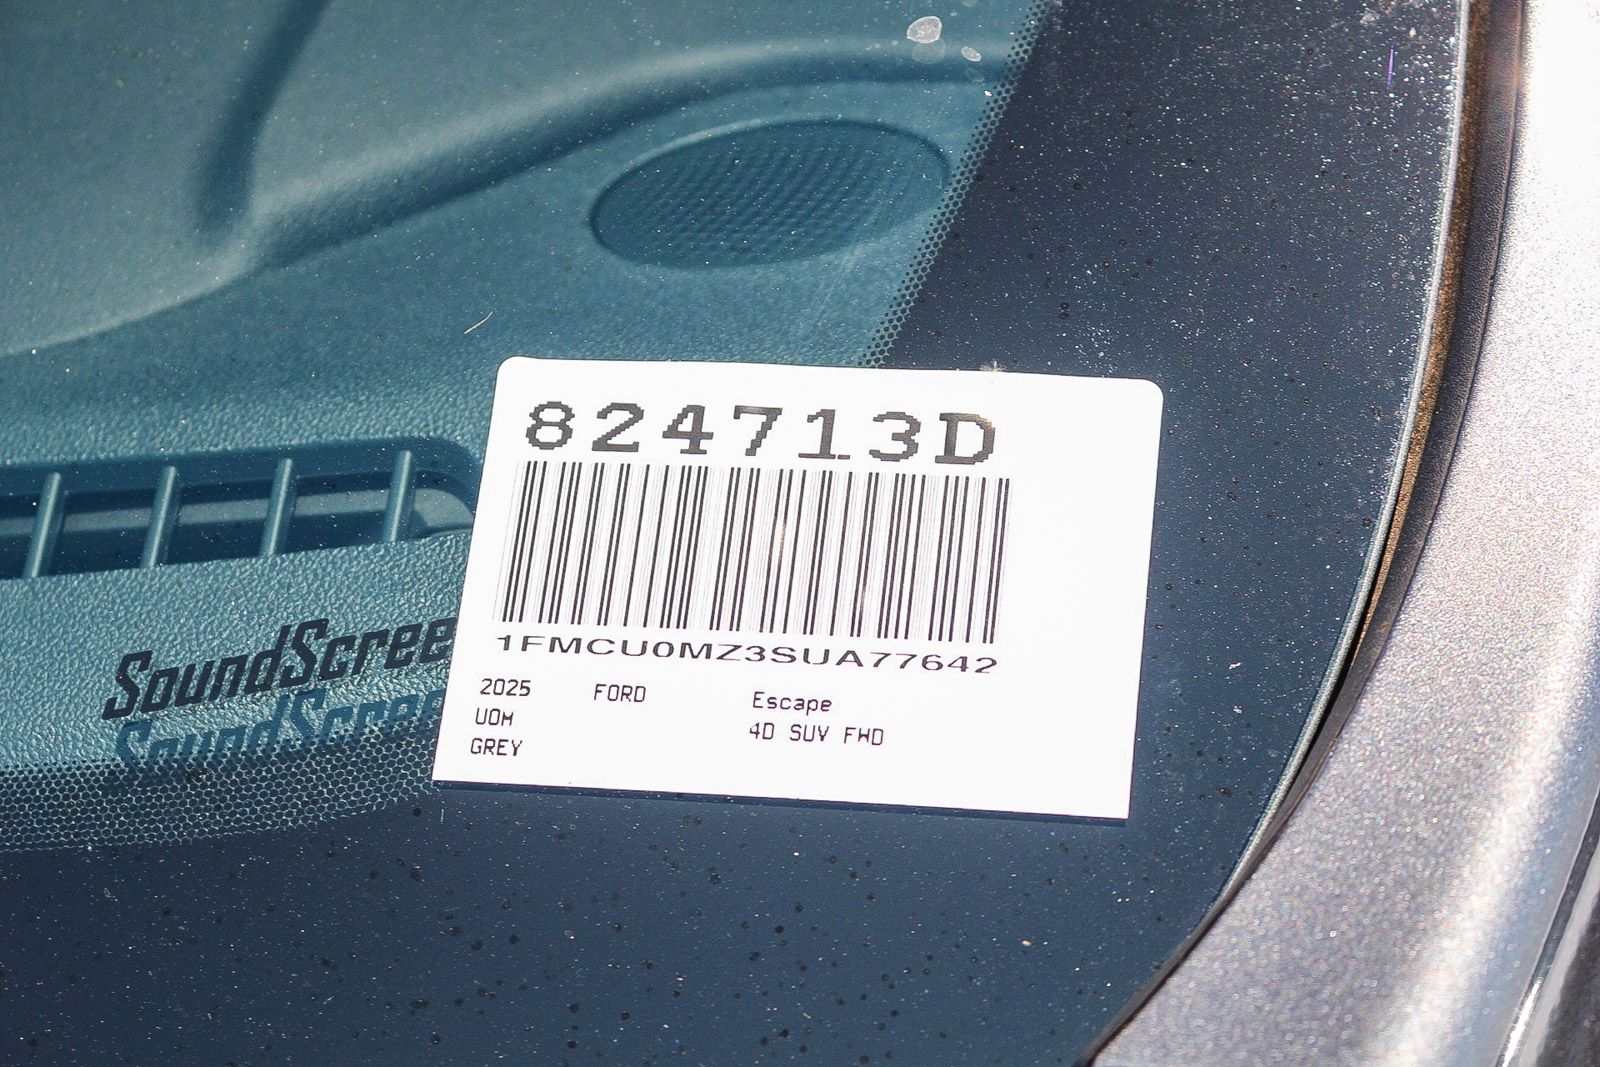 824713D
1FMCU0MZ3SUA77642
2025 FORD Escape
UOM 4D SUV FWD
GREY
SoundScree